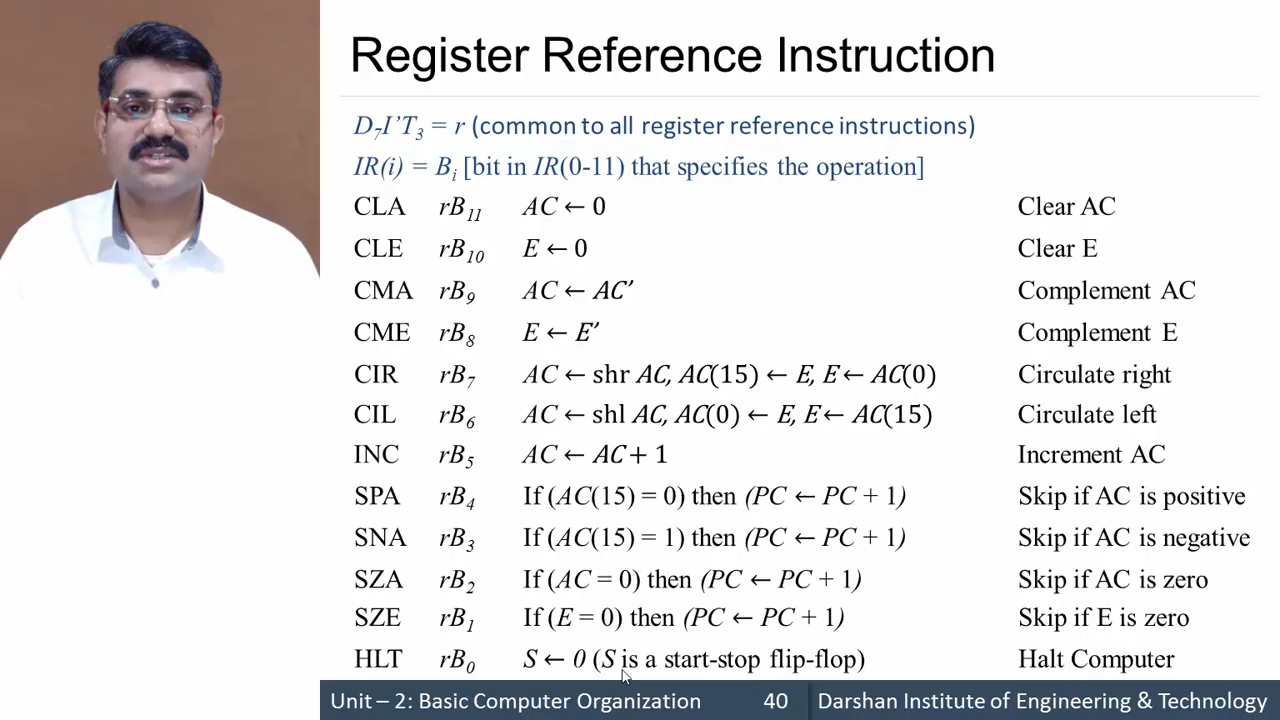 Register Reference Instruction
D₇I’T₃ = r (common to all register reference instructions)
IR(i) = Bᵢ [bit in IR(0-11) that specifies the operation]
CLA rB₁₁ AC ← 0 Clear AC
CLE rB₁₀ E ← 0 Clear E
CMA rB₉ AC ← AC’ Complement AC
CME rB₈ E ← E’ Complement E
CIR rB₇ AC ← shr AC, AC(15) ← E, E ← AC(0) Circulate right
CIL rB₆ AC ← shl AC, AC(0) ← E, E ← AC(15) Circulate left
INC rB₅ AC ← AC + 1 Increment AC
SPA rB₄ If (AC(15) = 0) then (PC ← PC + 1) Skip if AC is positive
SNA rB₃ If (AC(15) = 1) then (PC ← PC + 1) Skip if AC is negative
SZA rB₂ If (AC = 0) then (PC ← PC + 1) Skip if AC is zero
SZE rB₁ If (E = 0) then (PC ← PC + 1) Skip if E is zero
HLT rB₀ S ← 0 (S is a start-stop flip-flop) Halt Computer
Unit – 2: Basic Computer Organization 40 Darshan Institute of Engineering & Technology